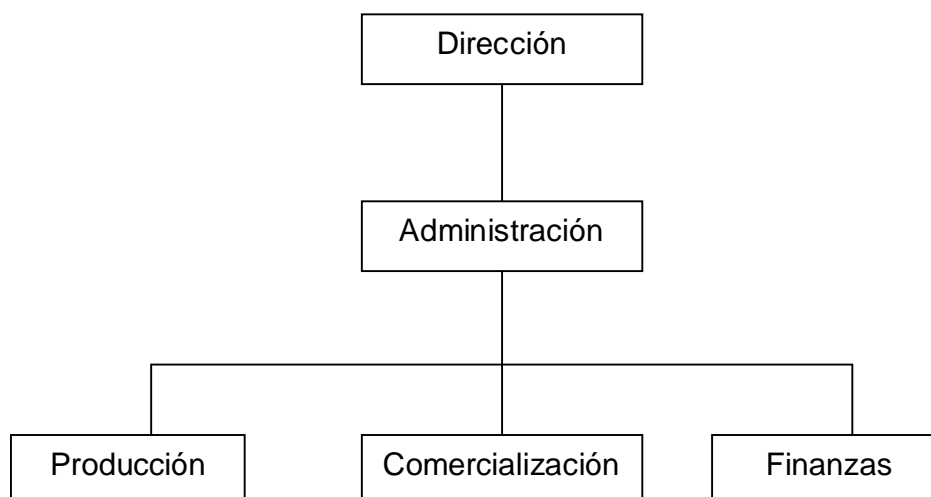 Dirección
Administración
Producción
Comercialización
Finanzas